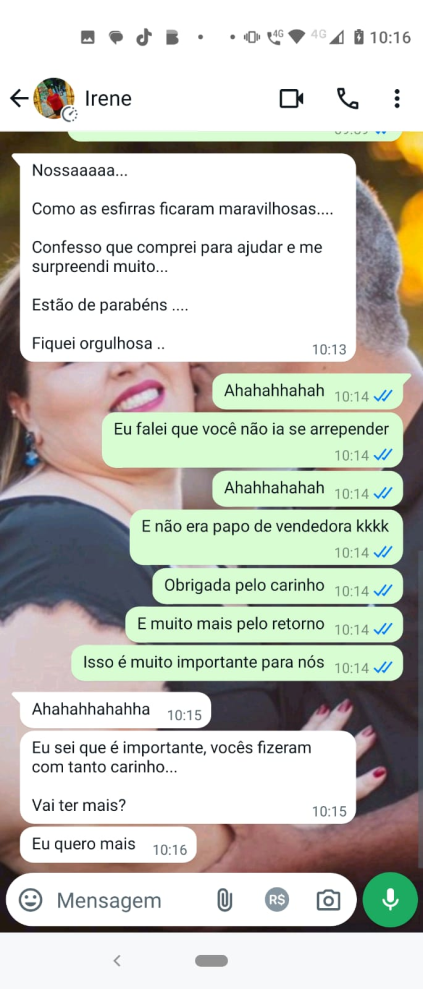 4G 4G 10:16
Irene
Nossaaaaa...
Como as esfirras ficaram maravilhosas....
Confesso que comprei para ajudar e me
surpreendi muito...
Estão de parabéns ....
Fiquei orgulhosa ..
10:13
Ahahahhahah 10:14
Eu falei que você não ia se arrepender
10:14
Ahahhahahah 10:14
E não era papo de vendedora kkkk
10:14
Obrigada pelo carinho 10:14
E muito mais pelo retorno 10:14
Isso é muito importante para nós 10:14
Ahahahhahahha 10:15
Eu sei que é importante, vocês fizeram
com tanto carinho...
Vai ter mais?
10:15
Eu quero mais 10:16
Mensagem R$